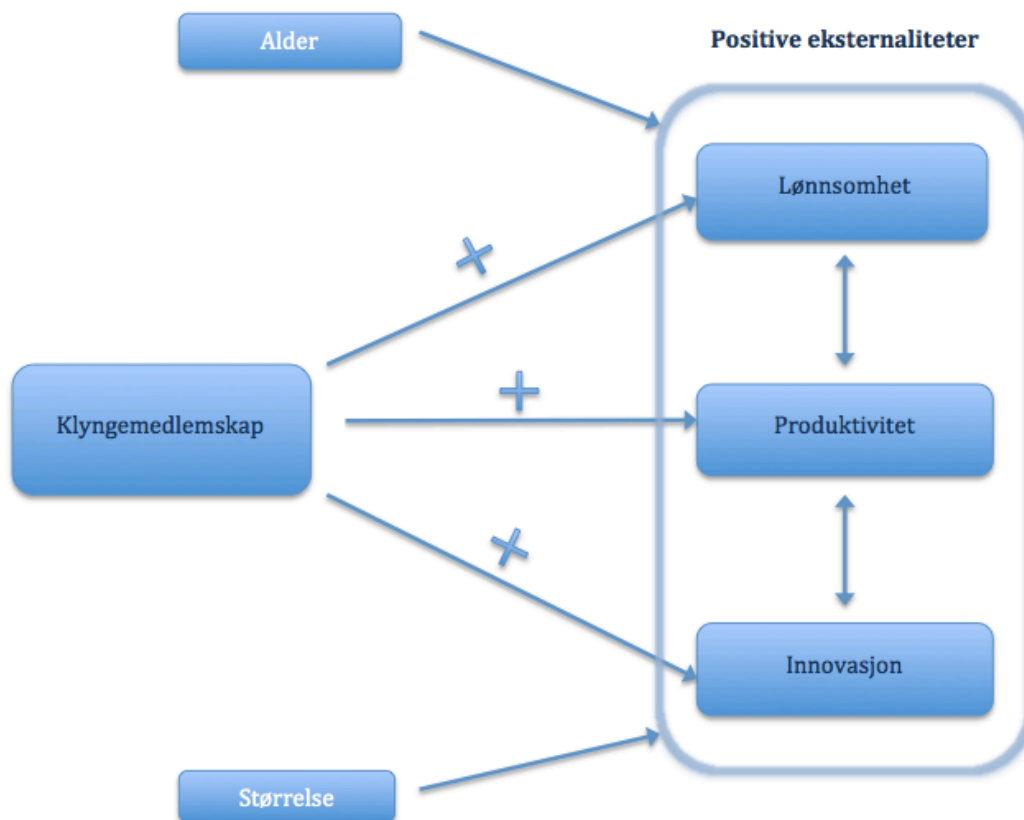 Alder
Positive eksternaliteter
Lønnsomhet
Klyngemedlemskap
Produktivitet
Innovasjon
Størrelse